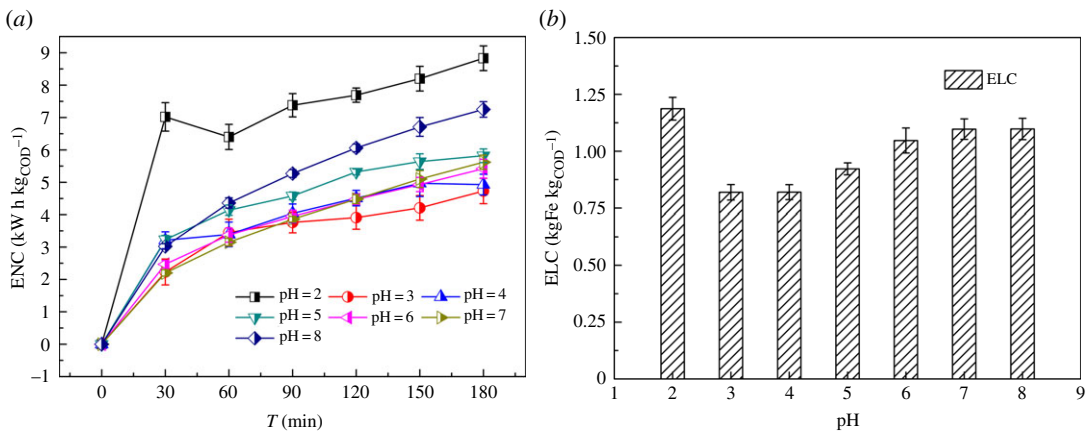 (a)
9
8
7
6
5
4
3
2
1
0
–1
ENC (kW h kgCOD⁻¹)
pH = 2 pH = 3 pH = 4
pH = 5 pH = 6 pH = 7
pH = 8
0 30 60 90 120 150 180
T (min)
(b)
1.50
1.25
1.00
0.75
0.50
0.25
0
ELC (kgFe kgCOD⁻¹)
ELC
1 2 3 4 5 6 7 8 9
pH